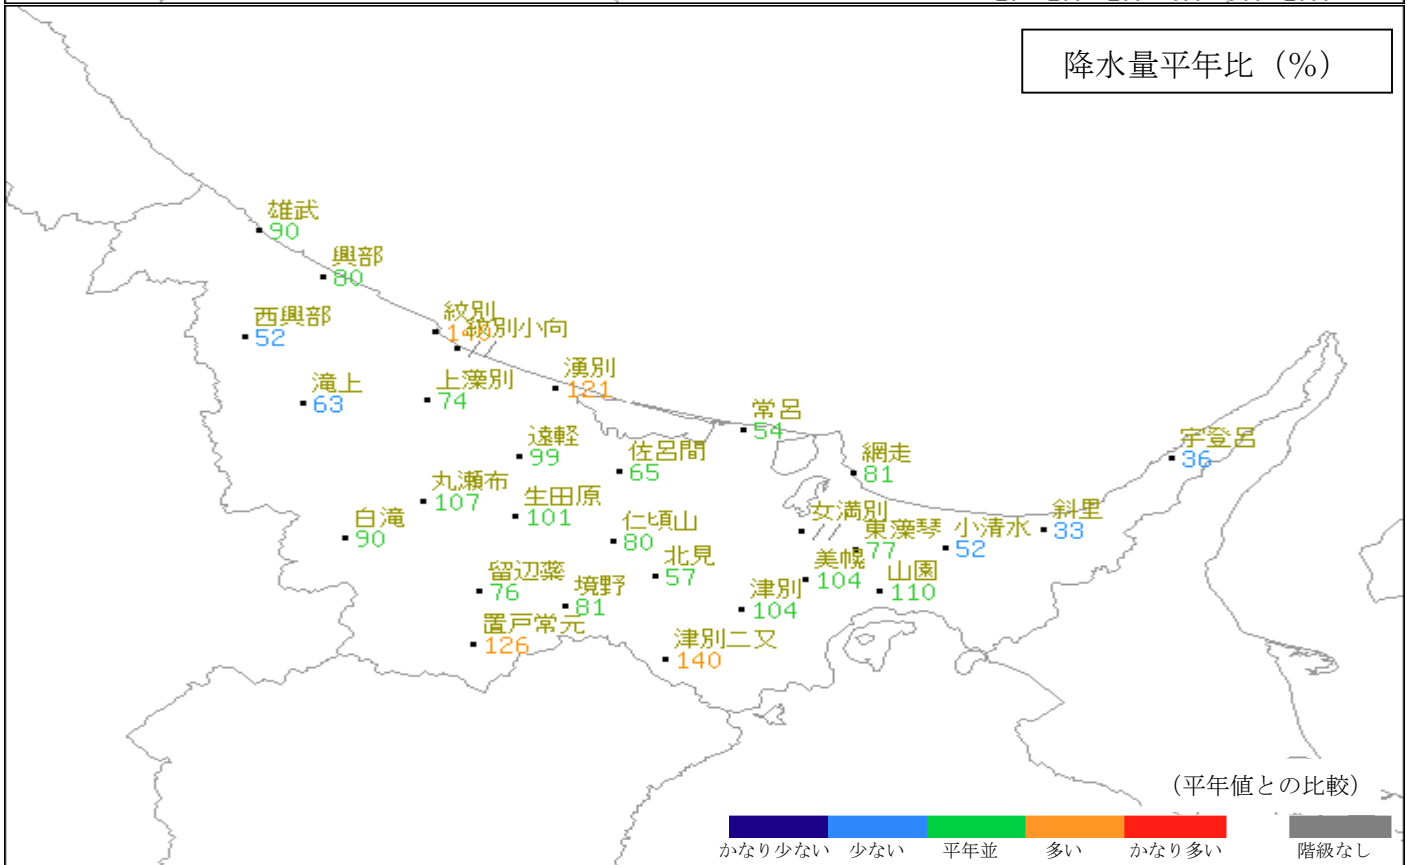 降水量平年比（％）
雄武
90
興部
80
西興部
52
紋別
140
紋別小向
滝上
63
上藻別
74
湧別
121
常呂
54
遠軽
99
佐呂間
65
網走
81
宇登呂
36
丸瀬布
107
生田原
101
白滝
90
仁頃山
80
女満別
東藻琴
77
小清水
52
斜里
33
北見
57
美幌
104
山園
110
留辺蘂
76
境野
81
津別
104
置戸常元
126
津別二又
140
（平年値との比較）
かなり少ない 少ない 平年並 多い かなり多い 階級なし